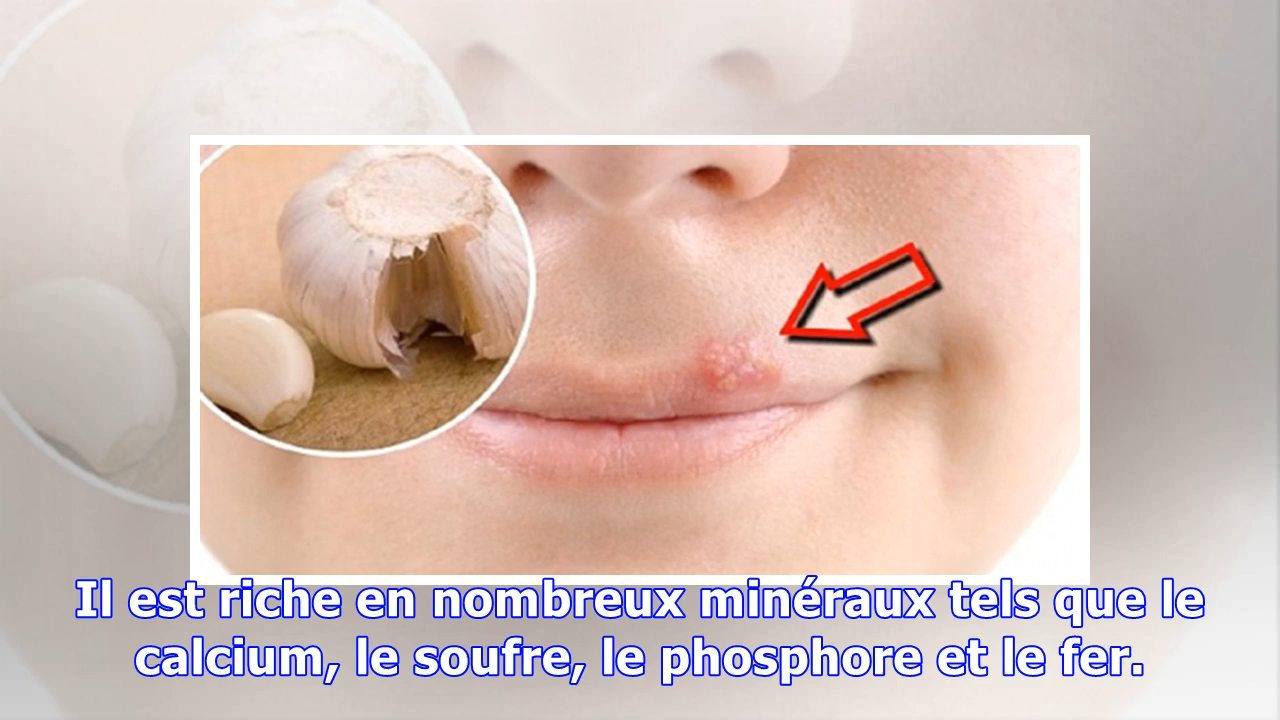 Il est riche en nombreux minéraux tels que le
calcium, le soufre, le phosphore et le fer.